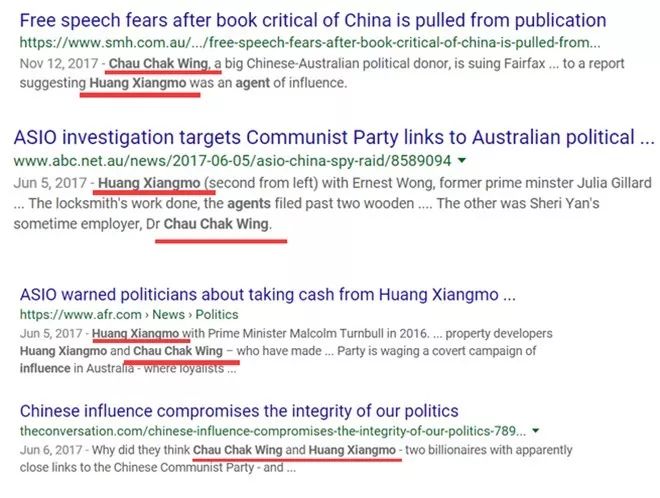 Free speech fears after book critical of China is pulled from publication
https://www.smh.com.au/.../free-speech-fears-after-book-critical-of-china-is-pulled-from...
Nov 12, 2017 - Chau Chak Wing, a big Chinese-Australian political donor, is suing Fairfax ... to a report
suggesting Huang Xiangmo was an agent of influence.
ASIO investigation targets Communist Party links to Australian political ...
www.abc.net.au/news/2017-06-05/asio-china-spy-raid/8589094
Jun 5, 2017 - Huang Xiangmo (second from left) with Ernest Wong, former prime minster Julia Gillard
... The locksmith's work done, the agents filed past two wooden .... The other was Sheri Yan's
sometime employer, Dr Chau Chak Wing.
ASIO warned politicians about taking cash from Huang Xiangmo ...
https://www.afr.com › News › Politics
Jun 5, 2017 - Huang Xiangmo with Prime Minister Malcolm Turnbull in 2016. ... property developers
Huang Xiangmo and Chau Chak Wing – who have made ... Party is waging a covert campaign of
influence in Australia - where loyalists ...
Chinese influence compromises the integrity of our politics
theconversation.com/chinese-influence-compromises-the-integrity-of-our-politics-789...
Jun 6, 2017 - Why did they think Chau Chak Wing and Huang Xiangmo - two billionaires with apparently
close links to the Chinese Communist Party - and ...